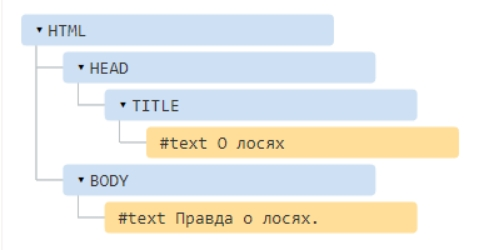 ▾ HTML
▾ HEAD
▾ TITLE
#text О лосях
▾ BODY
#text Правда о лосях.